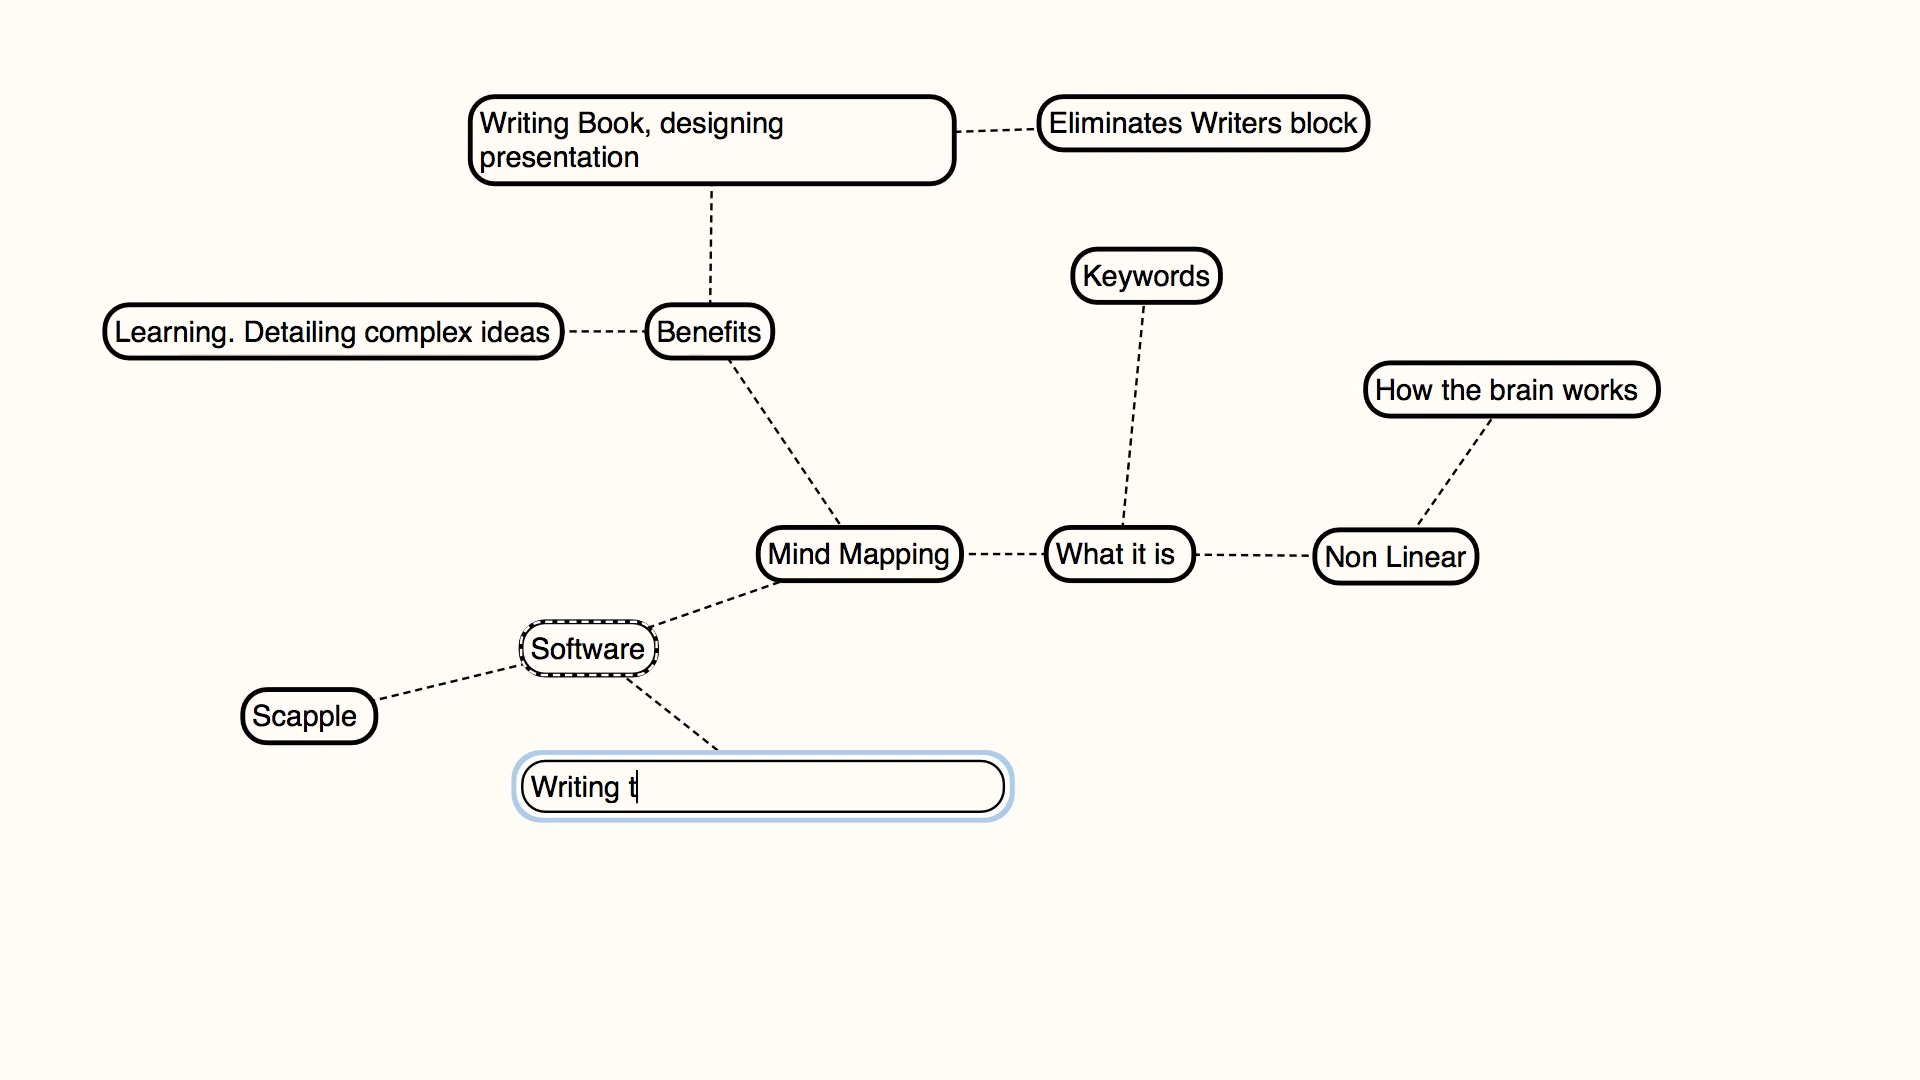 Writing Book, designing
presentation
Eliminates Writers block
Keywords
Learning. Detailing complex ideas
Benefits
How the brain works
Mind Mapping
What it is
Non Linear
Software
Scapple
Writing t